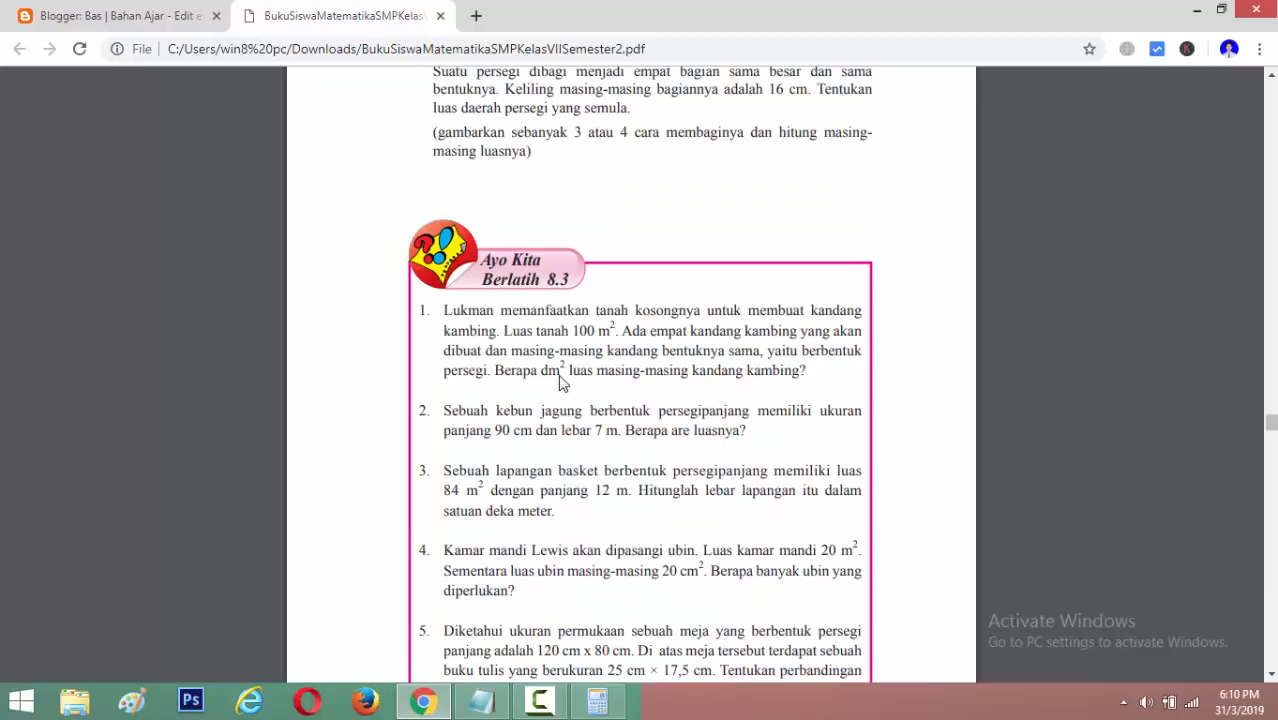 Blogger: Bas | Bahan Ajar - Edit e
BukuSiswaMatematikaSMPKelasV
File
C:/Users/win8%20pc/Downloads/BukuSiswaMatematikaSMPKelasVIISemester2.pdf
Suatu persegi dibagi menjadi empat bagian sama besar dan sama
bentuknya. Keliling masing-masing bagiannya adalah 16 cm. Tentukan
luas daerah persegi yang semula.
(gambarkan sebanyak 3 atau 4 cara membaginya dan hitung masing-
masing luasnya)
?!
Ayo Kita
Berlatih 8.3
1. Lukman memanfaatkan tanah kosongnya untuk membuat kandang
kambing. Luas tanah 100 m². Ada empat kandang kambing yang akan
dibuat dan masing-masing kandang bentuknya sama, yaitu berbentuk
persegi. Berapa dm² luas masing-masing kandang kambing?
2. Sebuah kebun jagung berbentuk persegipanjang memiliki ukuran
panjang 90 cm dan lebar 7 m. Berapa are luasnya?
3. Sebuah lapangan basket berbentuk persegipanjang memiliki luas
84 m² dengan panjang 12 m. Hitunglah lebar lapangan itu dalam
satuan deka meter.
4. Kamar mandi Lewis akan dipasangi ubin. Luas kamar mandi 20 m².
Sementara luas ubin masing-masing 20 cm². Berapa banyak ubin yang
diperlukan?
5. Diketahui ukuran permukaan sebuah meja yang berbentuk persegi
panjang adalah 120 cm x 80 cm. Di atas meja tersebut terdapat sebuah
buku tulis yang berukuran 25 cm × 17,5 cm. Tentukan perbandingan
Activate Windows
Go to PC settings to activate Windows.
Ps
6:10 PM
31/3/2019